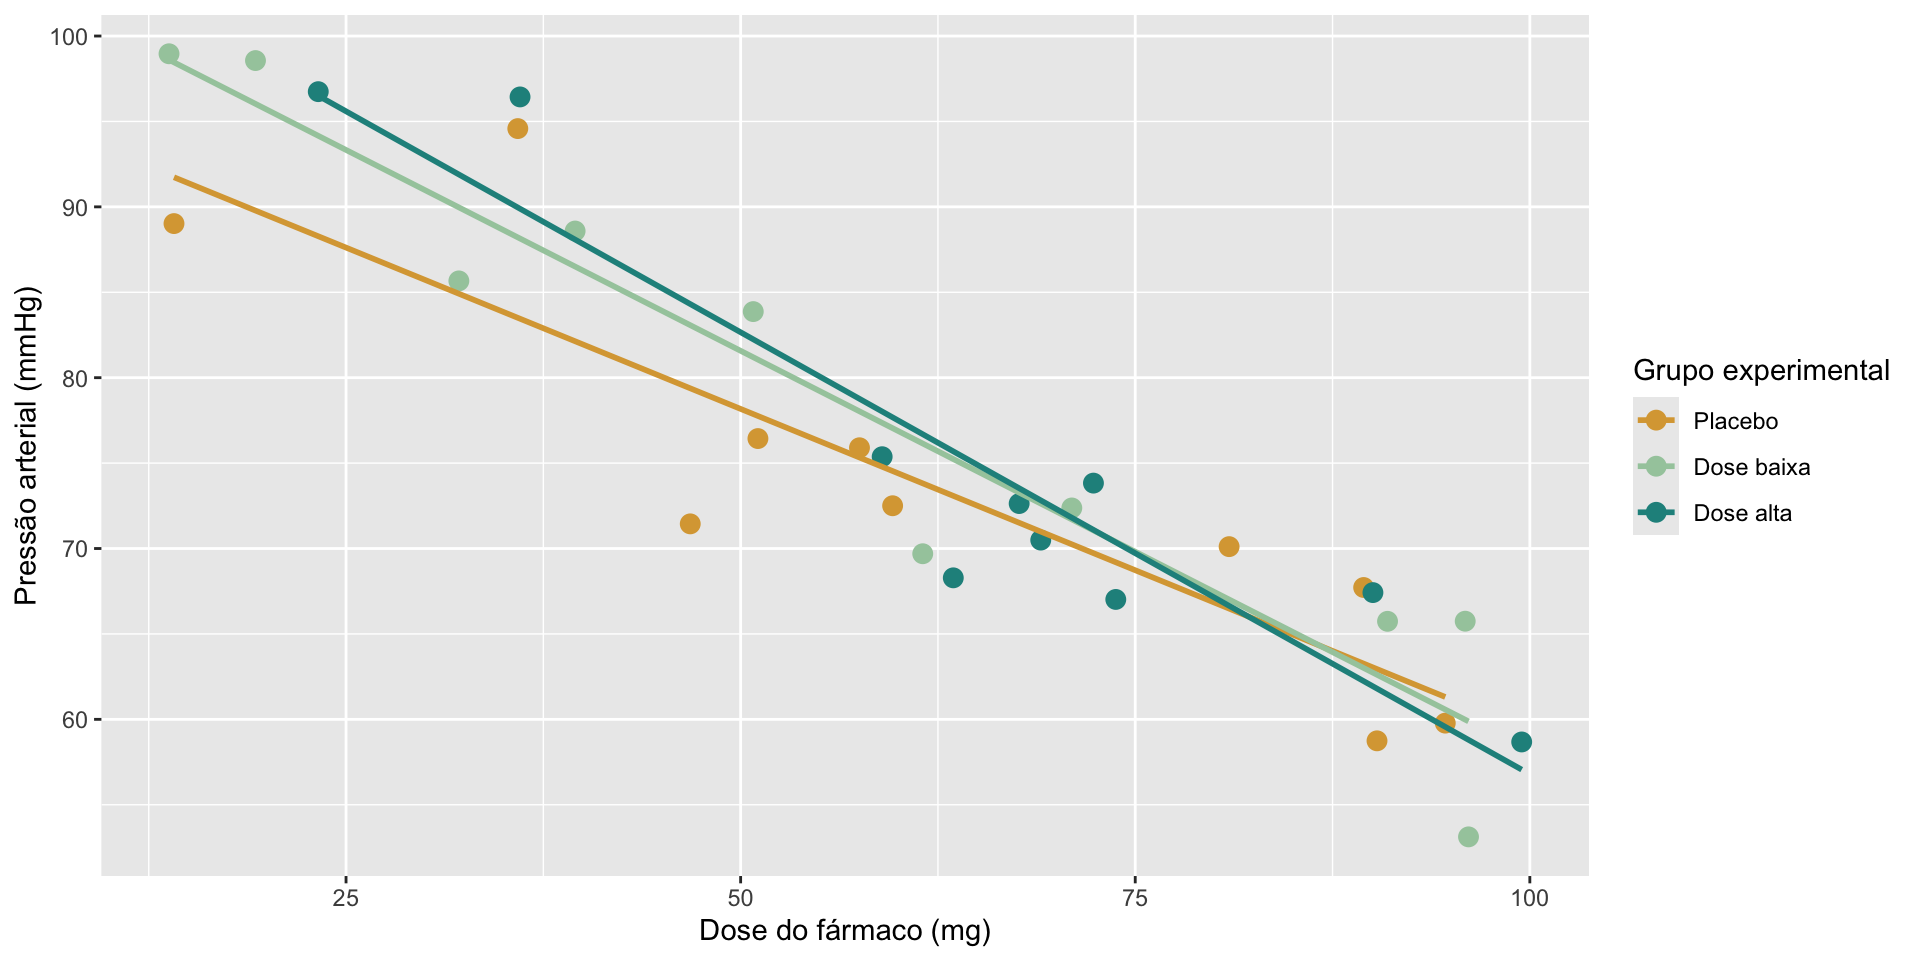 100
90
80
70
60
Pressão arterial (mmHg)
25
50
75
100
Dose do fármaco (mg)
Grupo experimental
Placebo
Dose baixa
Dose alta